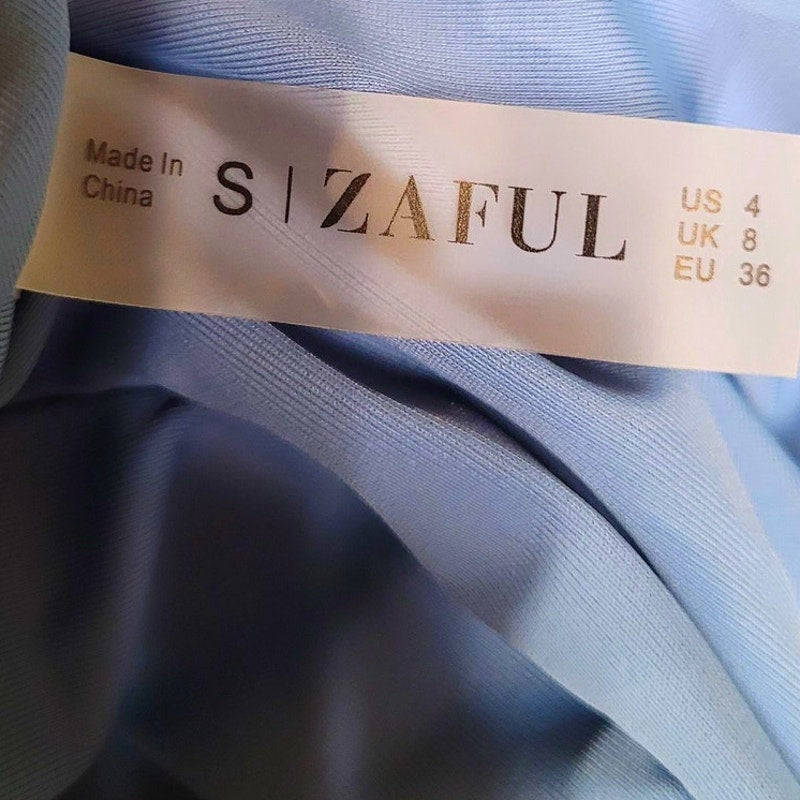 Made In
China
S | ZAFUL
US 4
UK 8
EU 36